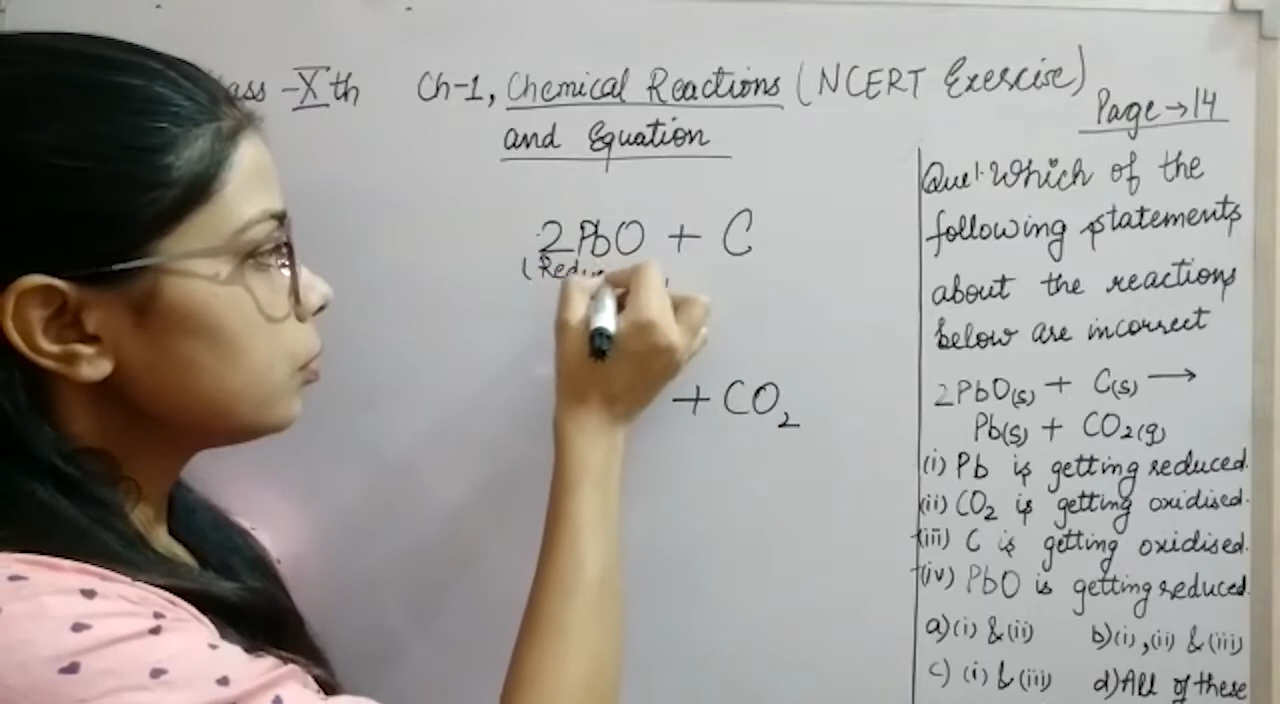 ass - Xth Ch-1, Chemical Reactions (NCERT Exercise)
and Equation
Page → 14
2PbO + C
+ CO2
Que1. Which of the
following statements
about the reactions
below are incorrect
2PbO(s) + C(s) ⟶
Pb(s) + CO2(g)
(i) Pb is getting reduced.
(ii) CO2 is getting oxidised.
(iii) C is getting oxidised.
(iv) PbO is getting reduced.
a) (i) & (ii) b) (i), (ii) & (iii)
c) (i) & (iii) d) All of these